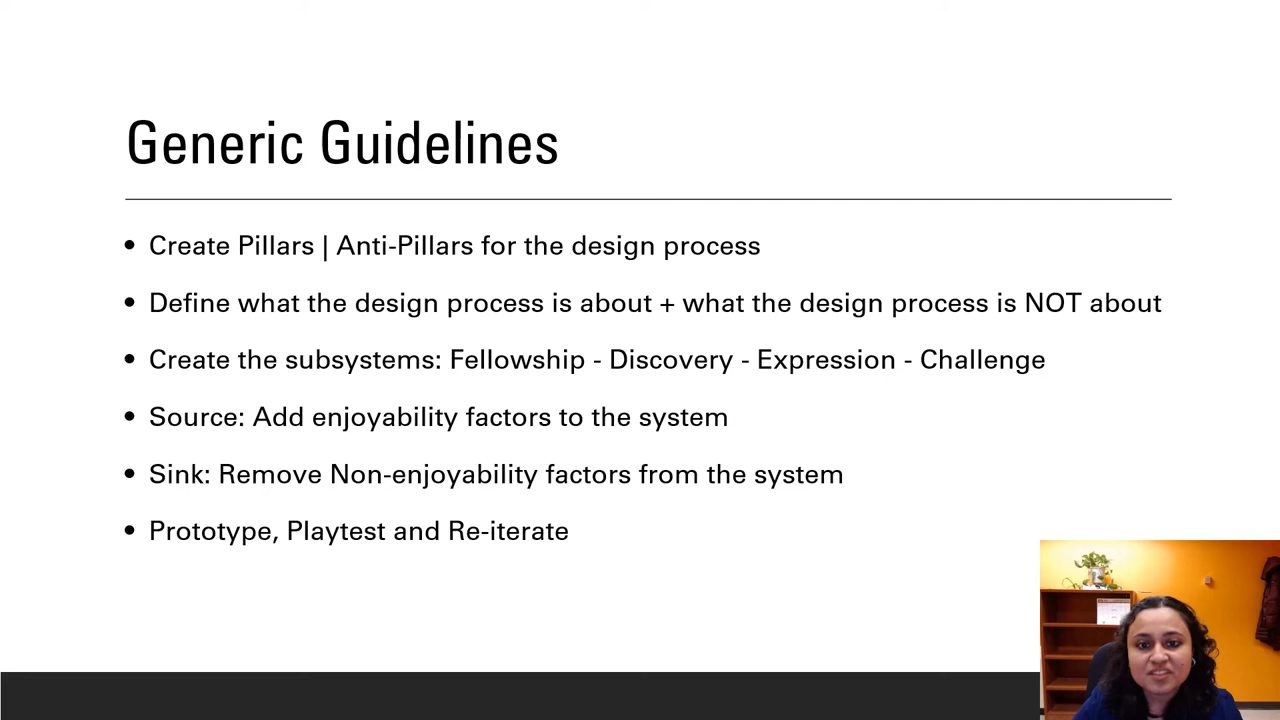 Generic Guidelines
• Create Pillars | Anti-Pillars for the design process
• Define what the design process is about + what the design process is NOT about
• Create the subsystems: Fellowship - Discovery - Expression - Challenge
• Source: Add enjoyability factors to the system
• Sink: Remove Non-enjoyability factors from the system
• Prototype, Playtest and Re-iterate